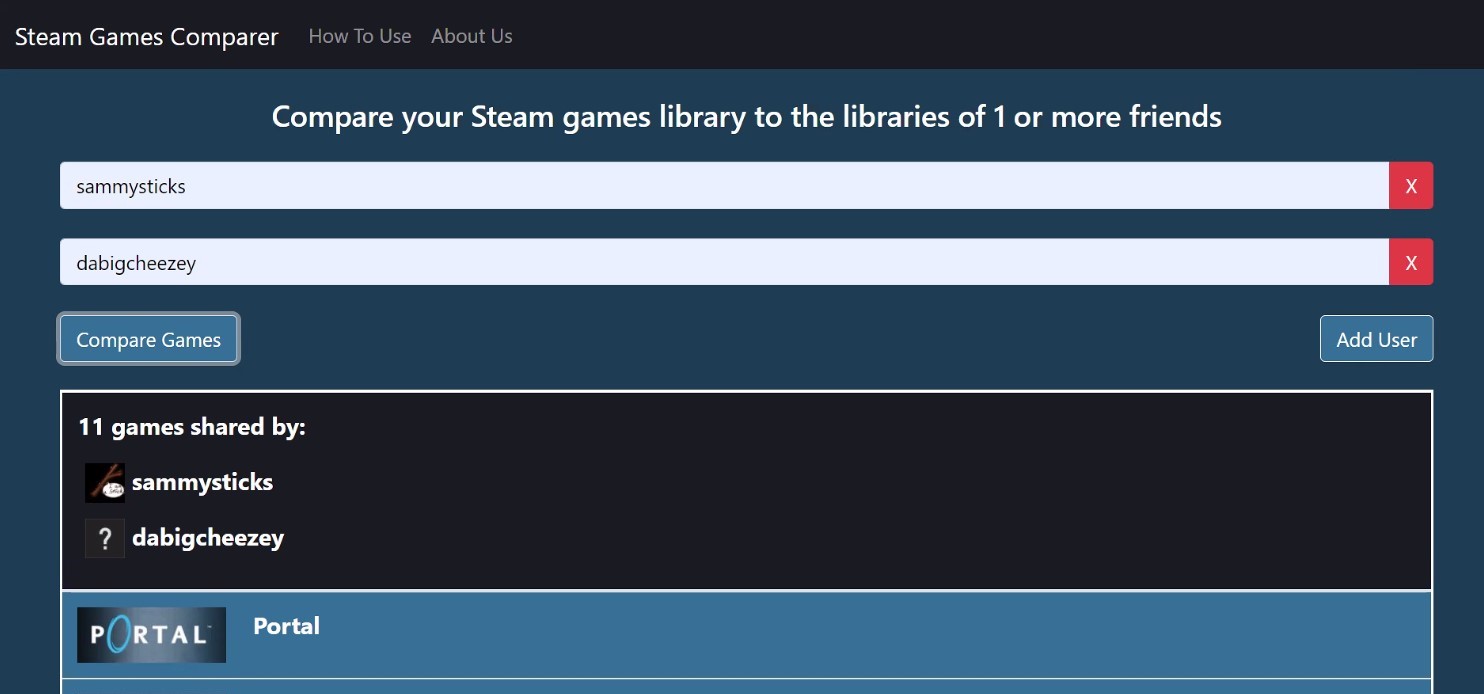 Steam Games Comparer How To Use About Us
Compare your Steam games library to the libraries of 1 or more friends
sammysticks X
dabigcheezey X
Compare Games Add User
11 games shared by:
sammysticks
? dabigcheezey
PORTAL™ Portal